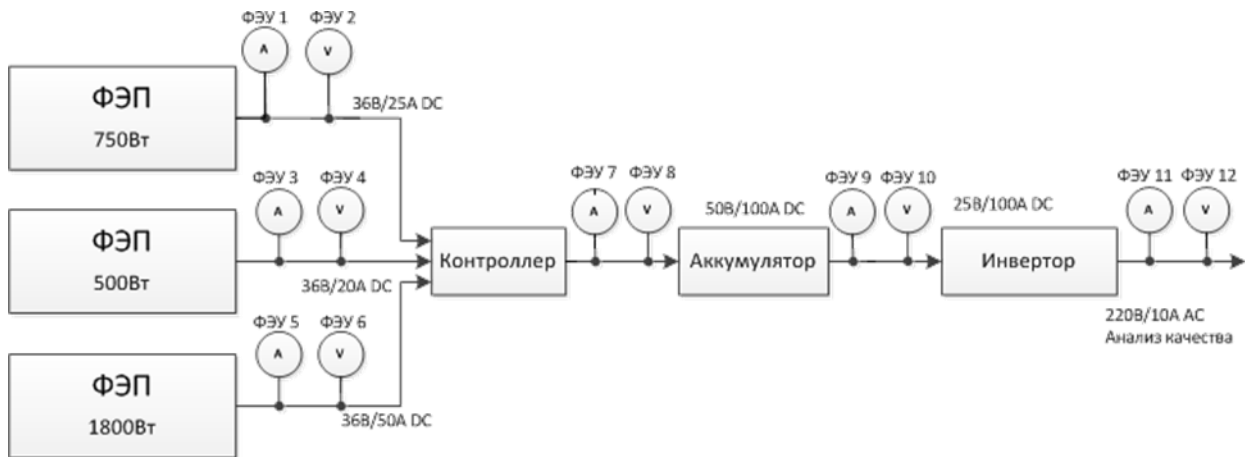 ФЭУ 1
ФЭУ 2
A
V
ФЭП
750Вт
36В/25А DC
ФЭУ 3
ФЭУ 4
A
V
ФЭП
500Вт
36В/20А DC
ФЭУ 5
ФЭУ 6
A
V
ФЭП
1800Вт
36В/50А DC
Контроллер
ФЭУ 7
ФЭУ 8
A
V
50В/100А DC
Аккумулятор
ФЭУ 9
ФЭУ 10
A
V
25В/100А DC
Инвертор
ФЭУ 11
ФЭУ 12
A
V
220В/10А АС
Анализ качества